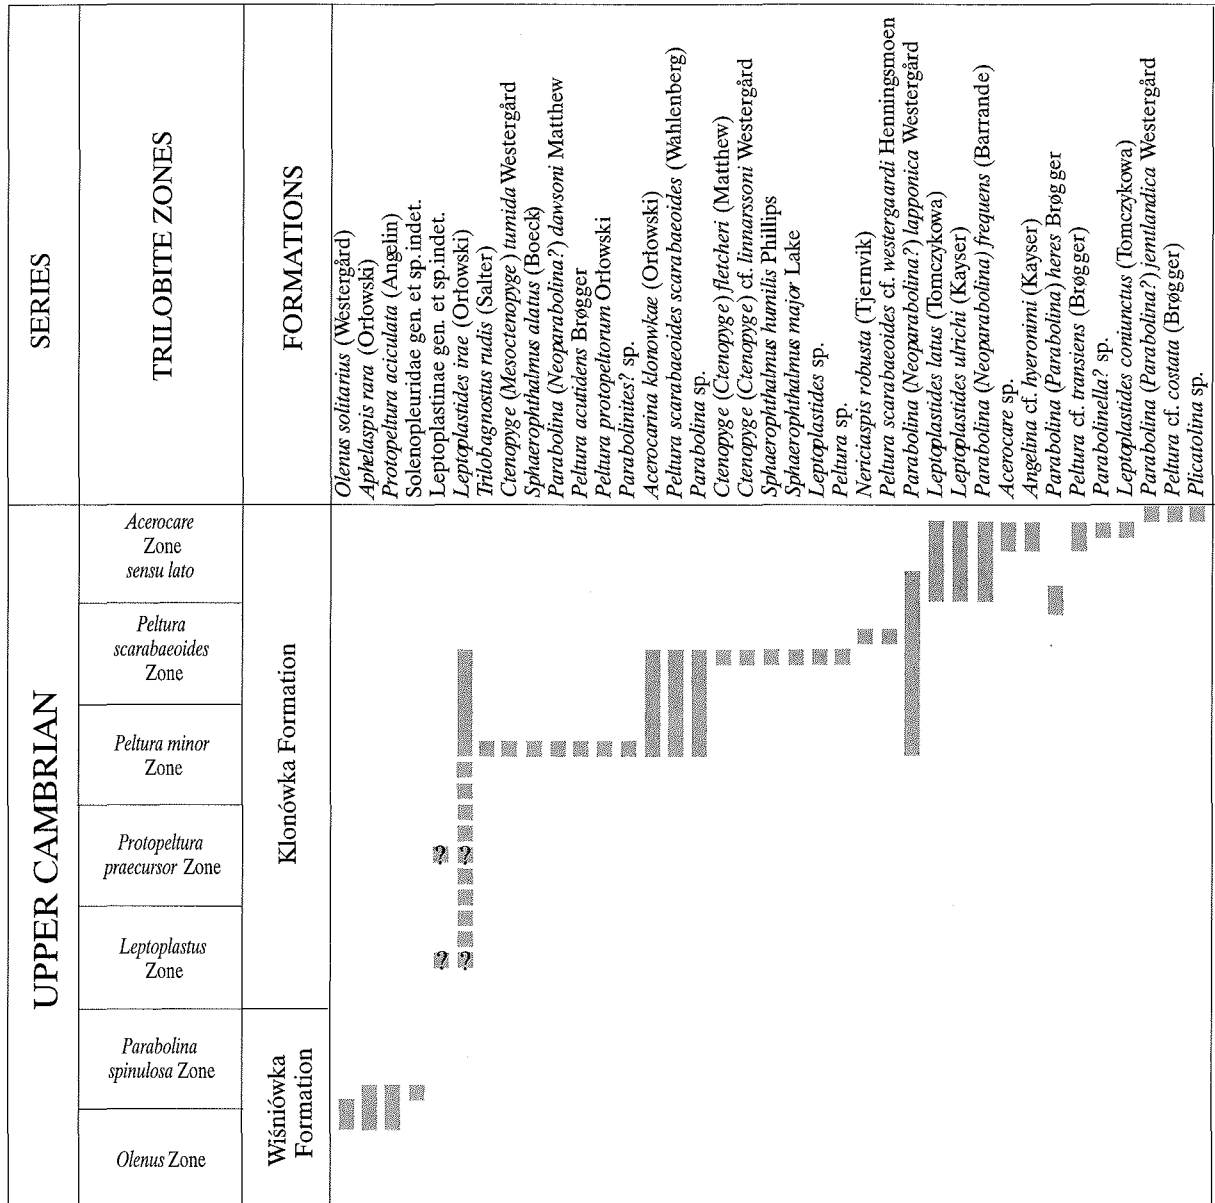 SERIES
TRILOBITE ZONES
FORMATIONS
Olenus solitarius (Westergård)
Aphelaspis rara (Orłowski)
Protopeltura aciculata (Angelin)
Solenopleuridae gen. et sp.indet.
Leptoplastinae gen. et sp.indet.
Leptoplastides irae (Orłowski)
Trilobagnostus rudis (Salter)
Ctenopyge (Mesoctenopyge) tumida Westergård
Sphaerophthalmus alatus (Boeck)
Parabolina (Neoparabolina?) dawsoni Matthew
Peltura acutidens Brøgger
Peltura protopeltorum Orłowski
Parabolinites? sp.
Acerocarina klonowkae (Orłowski)
Peltura scarabaeoides scarabaeoides (Wahlenberg)
Parabolina sp.
Ctenopyge (Ctenopyge) fletcheri (Matthew)
Ctenopyge (Ctenopyge) cf. linnarssoni Westergård
Sphaerophthalmus humilis Phillips
Sphaerophthalmus major Lake
Leptoplastides sp.
Peltura sp.
Nericiaspis robusta (Tjernvik)
Peltura scarabaeoides cf. westergaardi Henningsmoen
Parabolina (Neoparabolina?) lapponica Westergård
Leptoplastides latus (Tomczykowa)
Leptoplastides ulrichi (Kayser)
Parabolina (Neoparabolina) frequens (Barrande)
Acerocare sp.
Angelina cf. hyeronimi (Kayser)
Parabolina (Parabolina) heres Brøgger
Peltura cf. transiens (Brøgger)
Parabolinella? sp.
Leptoplastides coniunctus (Tomczykowa)
Parabolina (Parabolina?) jemtlandica Westergård
Peltura cf. costata (Brøgger)
Plicatolina sp.
UPPER CAMBRIAN
Acerocare
Zone
sensu lato
Peltura
scarabaeoides
Zone
Peltura minor
Zone
Protopeltura
praecursor Zone
Leptoplastus
Zone
Parabolina
spinulosa Zone
Olenus Zone
Klonówka Formation
Wiśniówka
Formation
? ?
? ?